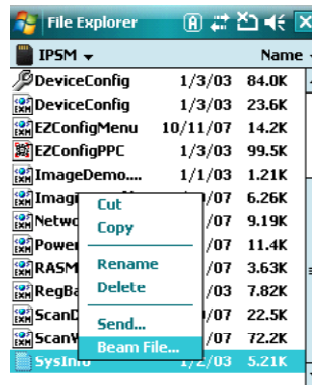 File Explorer
IPSM Name
DeviceConfig 1/3/03 84.0K
DeviceConfig 1/3/03 23.6K
EZConfigMenu 10/11/07 14.2K
EZConfigPPC 1/3/03 99.5K
ImageDemo.... 1/1/03 1.21K
Imagi /07 6.26K
Netwo /07 9.19K
Power /07 11.4K
RASM /07 3.63K
RegBa /03 7.82K
ScanD /07 22.5K
ScanW /07 72.2K
SysInfo 1/2/03 5.21K
Cut
Copy
Rename
Delete
Send...
Beam File...